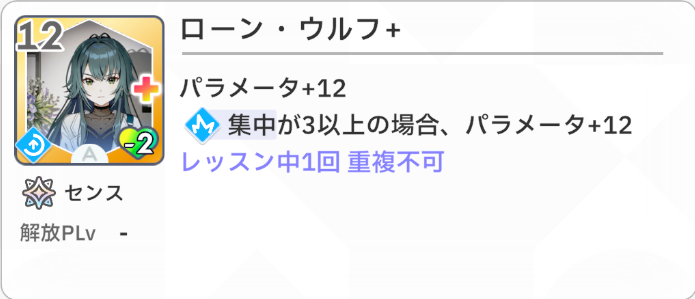 12
ローン・ウルフ+
パラメータ+12
集中が3以上の場合、パラメータ+12
レッスン中1回 重複不可
A
-2
センス
解放PLv -